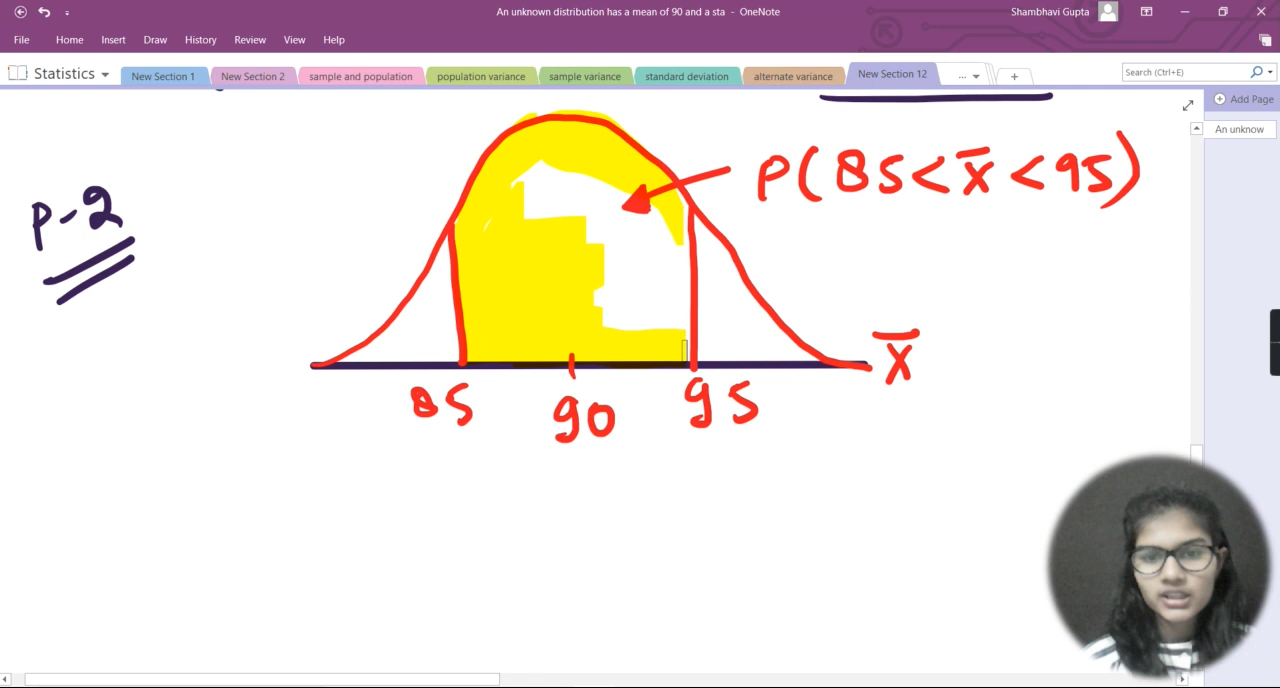 An unknown distribution has a mean of 90 and a sta - OneNote
Shambhavi Gupta
File Home Insert Draw History Review View Help
Statistics
New Section 1
New Section 2
sample and population
population variance
sample variance
standard deviation
alternate variance
New Section 12
...
+
Search (Ctrl+E)
Add Page
An unknow
P-2
P(85<x̄<95)
X̄
85
90
95